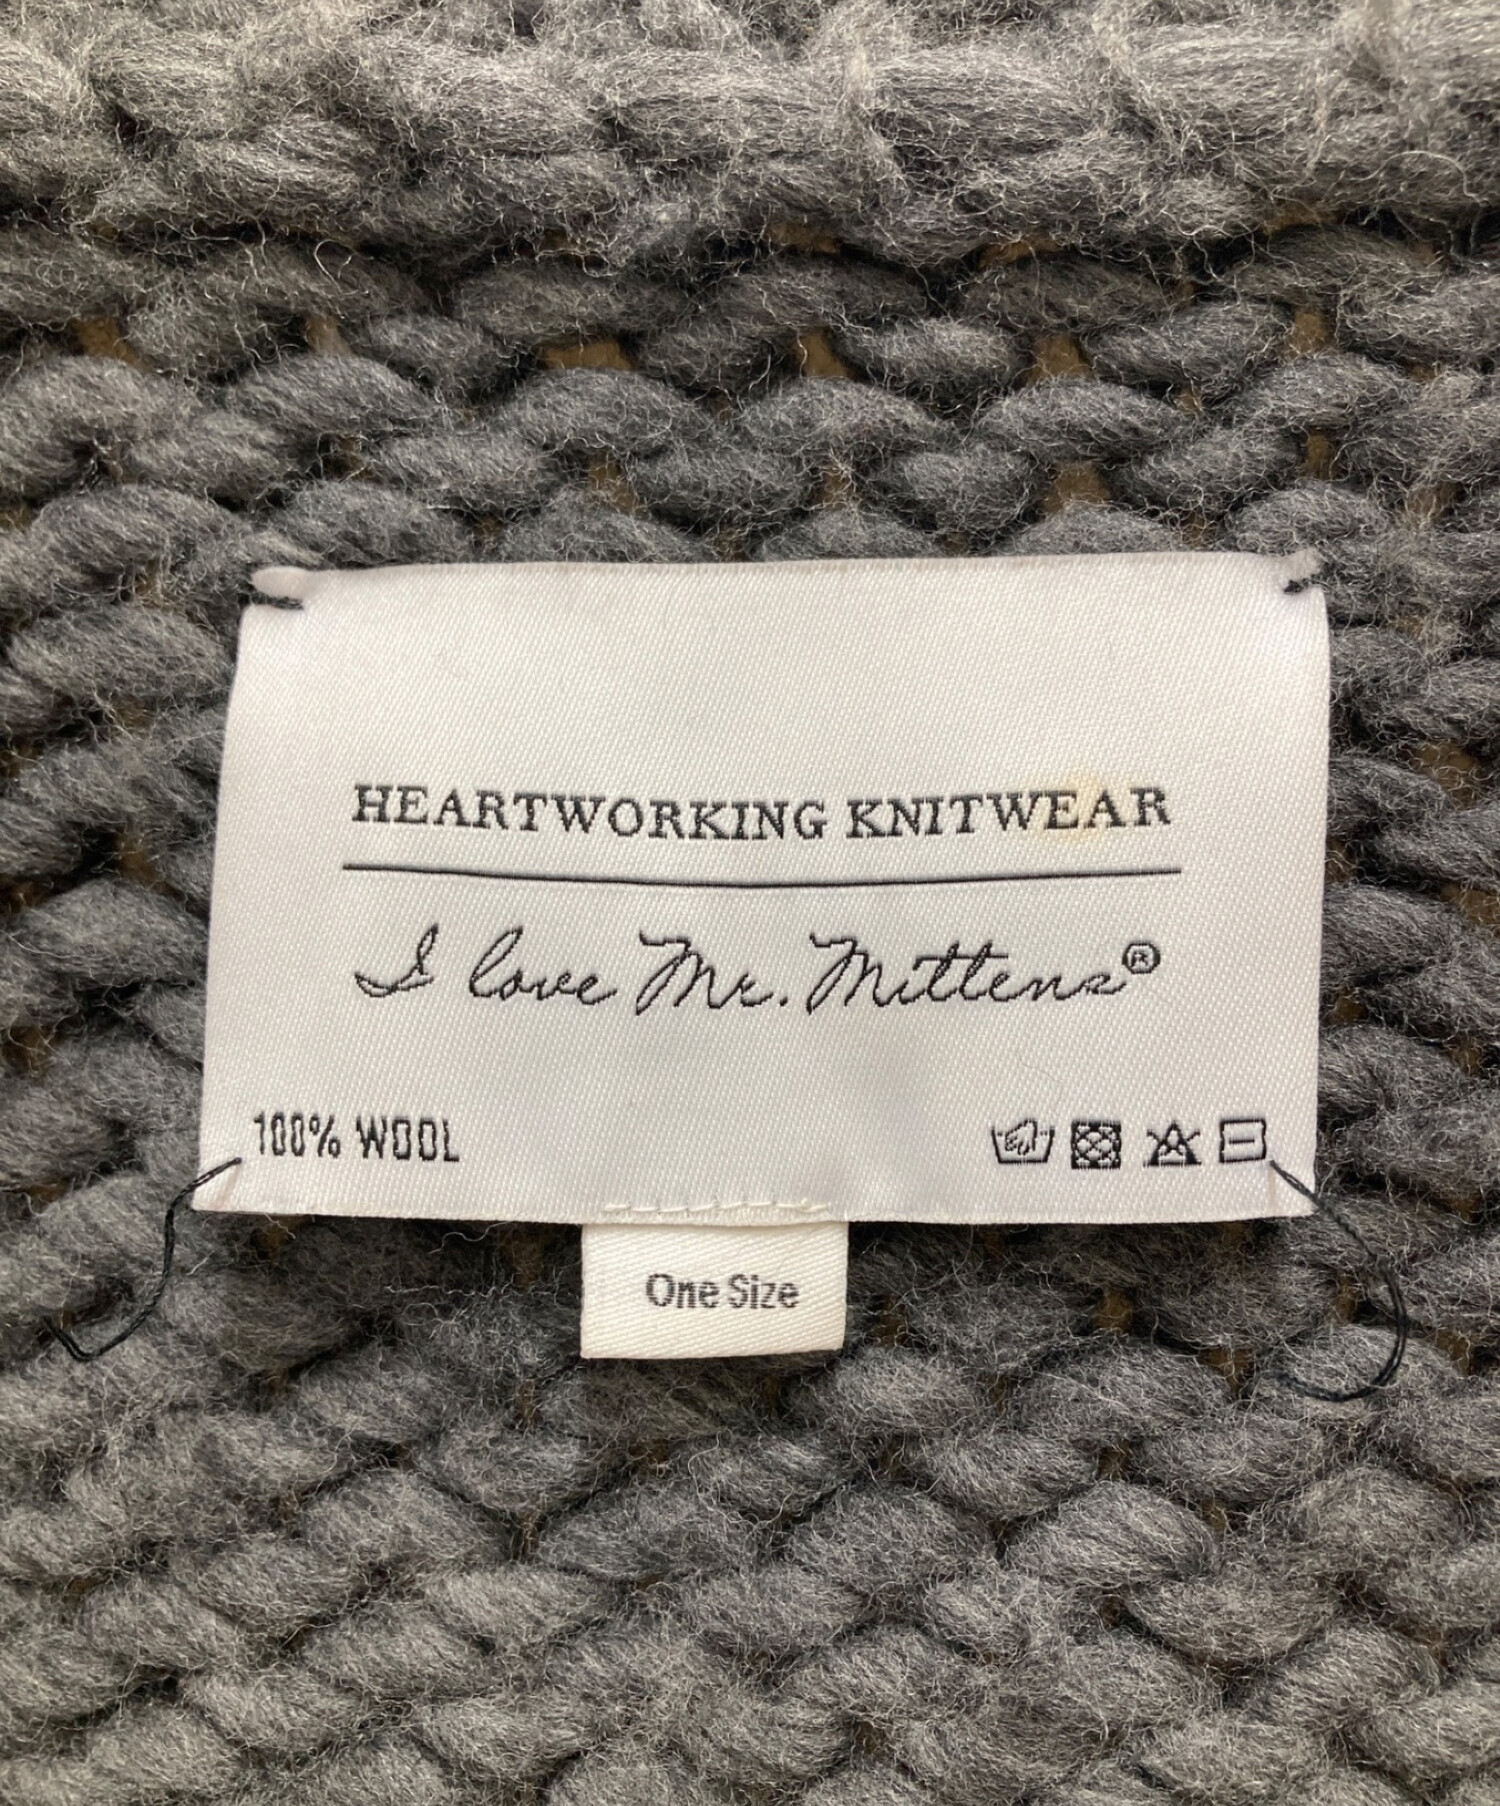 HEARTWORKING KNITWEAR
I love Mr. Mittens®
100% WOOL
One Size